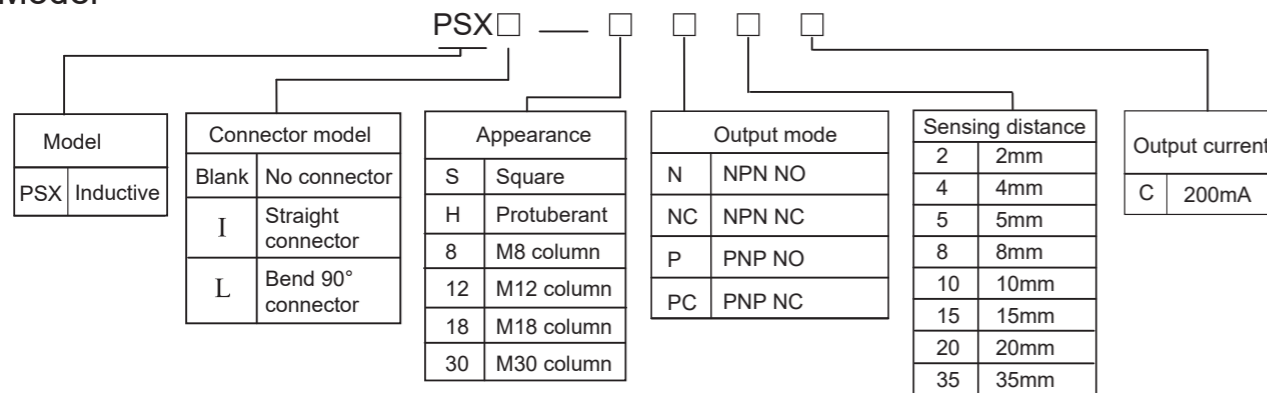 Model
PSX□ — □ □ □ □
Model
PSX Inductive
Connector model
Blank No connector
I Straight connector
L Bend 90° connector
Appearance
S Square
H Protuberant
8 M8 column
12 M12 column
18 M18 column
30 M30 column
Output mode
N NPN NO
NC NPN NC
P PNP NO
PC PNP NC
Sensing distance
2 2mm
4 4mm
5 5mm
8 8mm
10 10mm
15 15mm
20 20mm
35 35mm
Output current
C 200mA